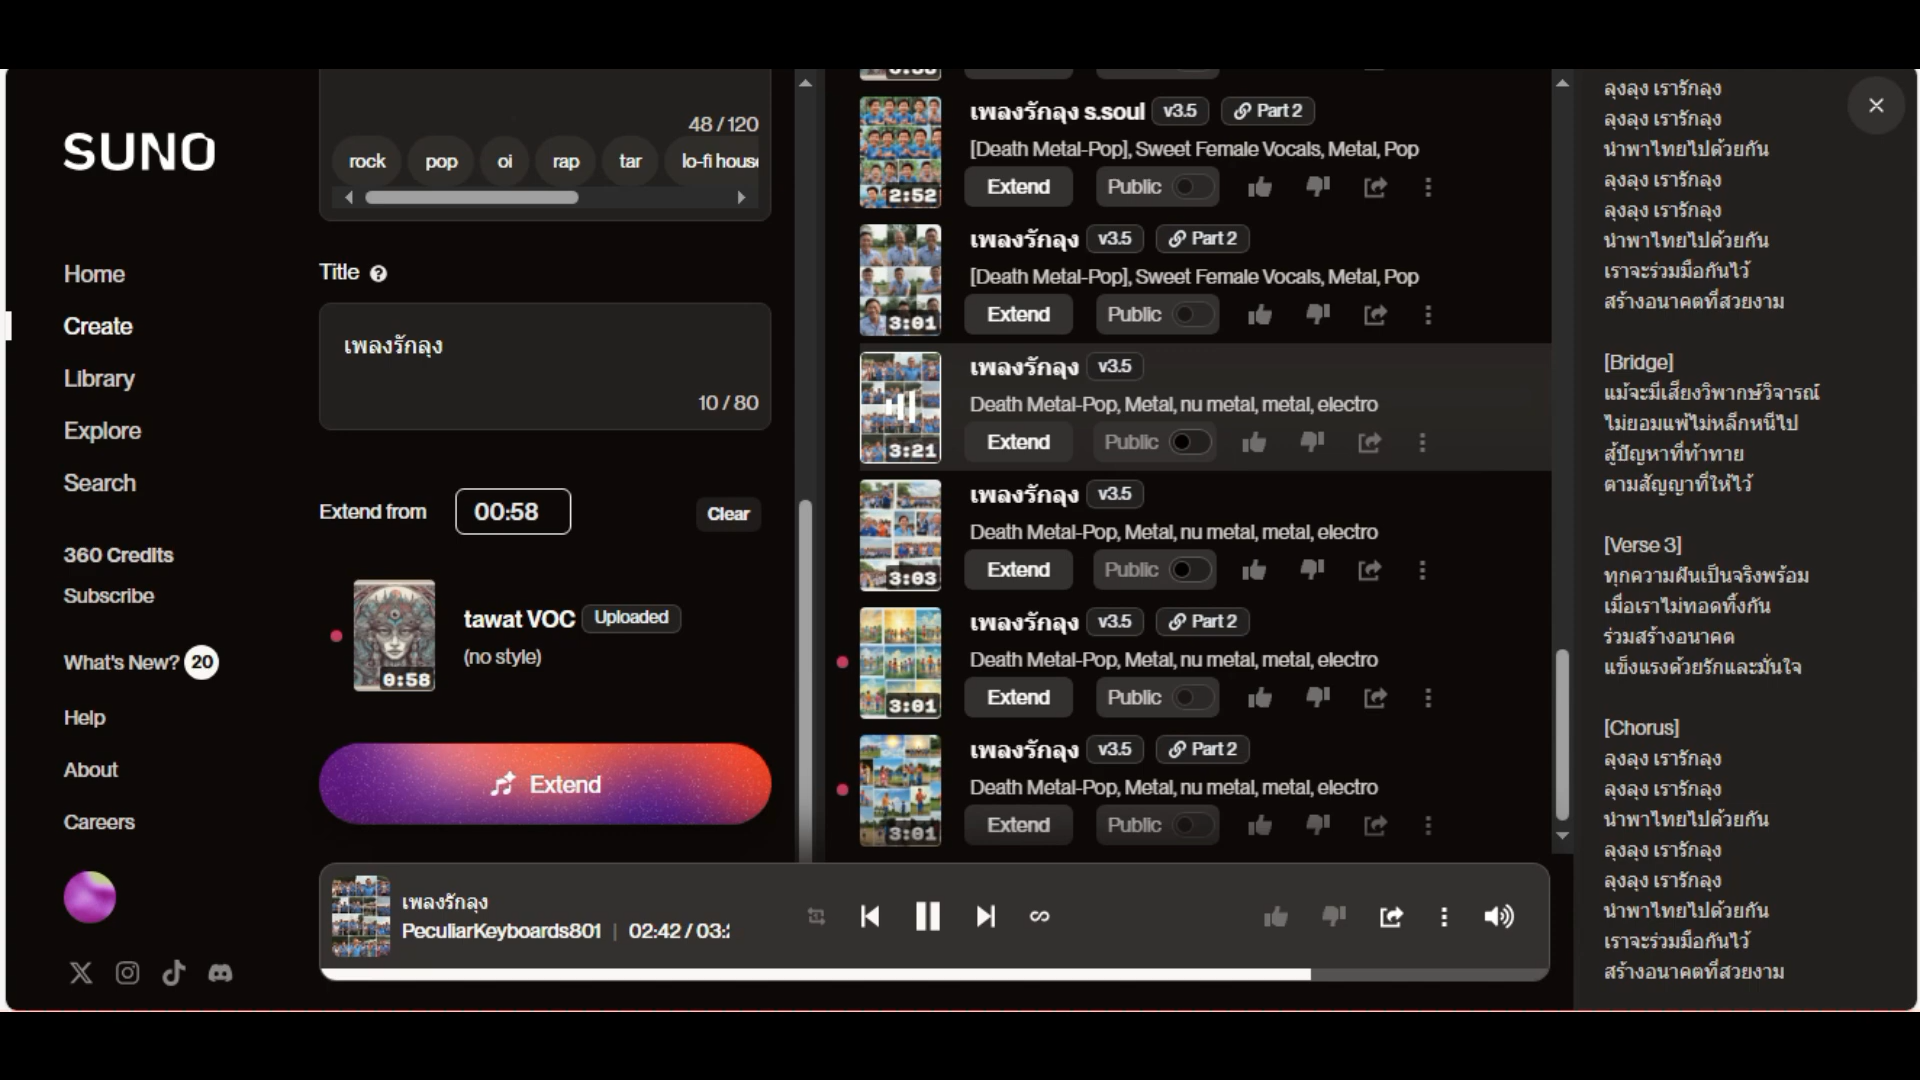 SUNO
Home
Create
Library
Explore
Search
360 Credits
Subscribe
What's New? 20
Help
About
Careers
48 / 120
rock pop oi rap tar lo-fi house
Title
เพลงรักลุง
10 / 80
Extend from 00:58 Clear
tawat VOC Uploaded
(no style)
0:58
Extend
เพลงรักลุง s.soul v3.5 Part 2
[Death Metal-Pop], Sweet Female Vocals, Metal, Pop
2:52 Extend Public
เพลงรักลุง v3.5 Part 2
[Death Metal-Pop], Sweet Female Vocals, Metal, Pop
3:01 Extend Public
เพลงรักลุง v3.5
Death Metal-Pop, Metal, nu metal, metal, electro
3:21 Extend Public
เพลงรักลุง v3.5
Death Metal-Pop, Metal, nu metal, metal, electro
3:03 Extend Public
เพลงรักลุง v3.5 Part 2
Death Metal-Pop, Metal, nu metal, metal, electro
3:01 Extend Public
เพลงรักลุง v3.5 Part 2
Death Metal-Pop, Metal, nu metal, metal, electro
3:01 Extend Public
เพลงรักลุง
PeculiarKeyboards801 | 02:42 / 03:
ลุงลุง เรารักลุง
ลุงลุง เรารักลุง
นำพาไทยไปด้วยกัน
ลุงลุง เรารักลุง
ลุงลุง เรารักลุง
นำพาไทยไปด้วยกัน
เราจะร่วมมือกันไว้
สร้างอนาคตที่สวยงาม
[Bridge]
แม้จะมีเสียงวิพากษ์วิจารณ์
ไม่ยอมแพ้ไม่หลีกหนีไป
สู้ปัญหาที่ท้าทาย
ตามสัญญาที่ให้ไว้
[Verse 3]
ทุกความฝันเป็นจริงพร้อม
เมื่อเราไม่ทอดทิ้งกัน
ร่วมสร้างอนาคต
แข็งแรงด้วยรักและมั่นใจ
[Chorus]
ลุงลุง เรารักลุง
ลุงลุง เรารักลุง
นำพาไทยไปด้วยกัน
ลุงลุง เรารักลุง
ลุงลุง เรารักลุง
นำพาไทยไปด้วยกัน
เราจะร่วมมือกันไว้
สร้างอนาคตที่สวยงาม